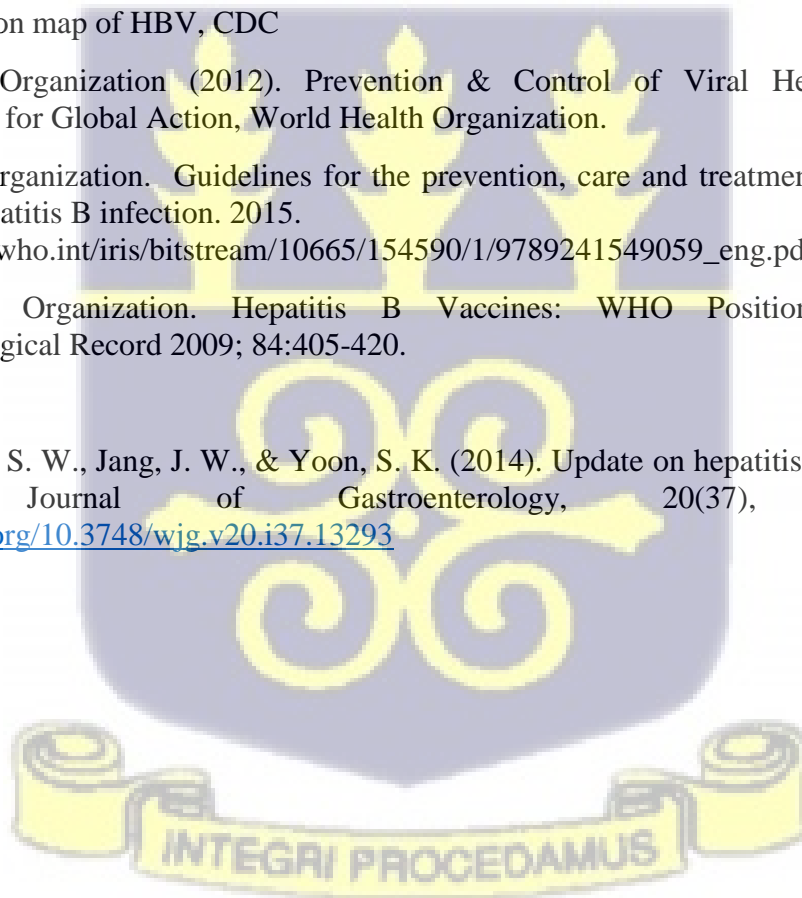 on map of HBV, CDC
Organization (2012). Prevention & Control of Viral He
for Global Action, World Health Organization.
rganization. Guidelines for the prevention, care and treatmen
atitis B infection. 2015.
who.int/iris/bitstream/10665/154590/1/9789241549059_eng.pd
Organization. Hepatitis B Vaccines: WHO Position
gical Record 2009; 84:405-420.
S. W., Jang, J. W., & Yoon, S. K. (2014). Update on hepatitis
Journal of Gastroenterology, 20(37),
org/10.3748/wjg.v20.i37.13293
INTEGRI PROCEDAMUS